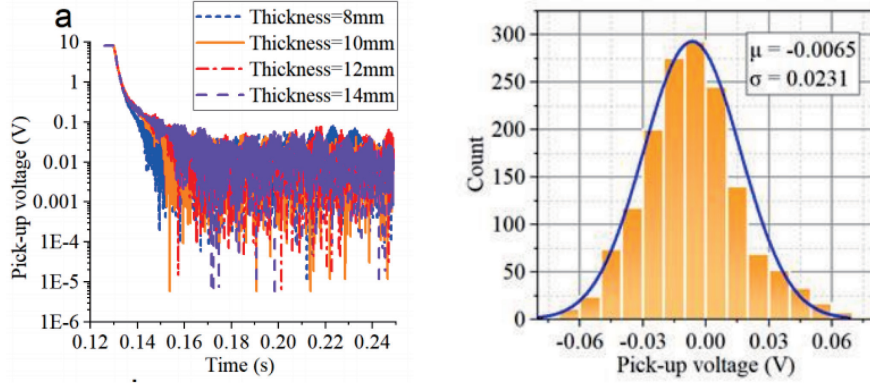 a
Thickness=8mm
Thickness=10mm
Thickness=12mm
Thickness=14mm
10
1
0.1
0.01
0.001
1E-4
1E-5
1E-6
Pick-up voltage (V)
0.12 0.14 0.16 0.18 0.20 0.22 0.24
Time (s)
300
250
200
150
100
50
0
Count
μ = -0.0065
σ = 0.0231
-0.06 -0.03 0.00 0.03 0.06
Pick-up voltage (V)